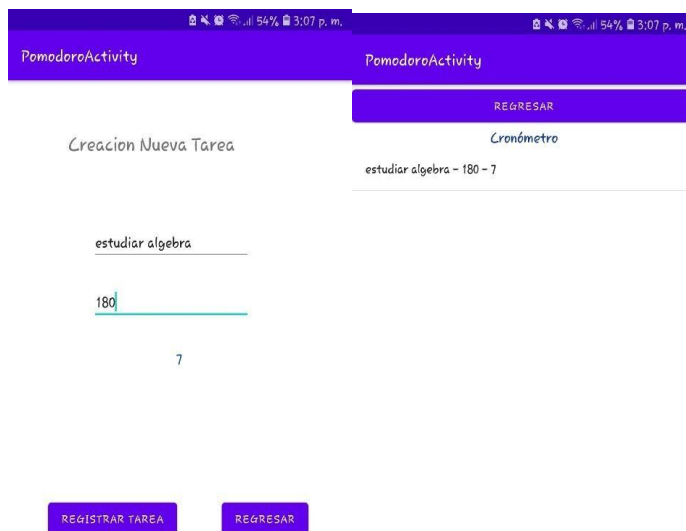 54% 3:07 p. m.
PomodoroActivity
Creacion Nueva Tarea
estudiar algebra
180
7
REGISTRAR TAREA
REGRESAR
54% 3:07 p. m.
PomodoroActivity
REGRESAR
Cronómetro
estudiar algebra - 180 - 7